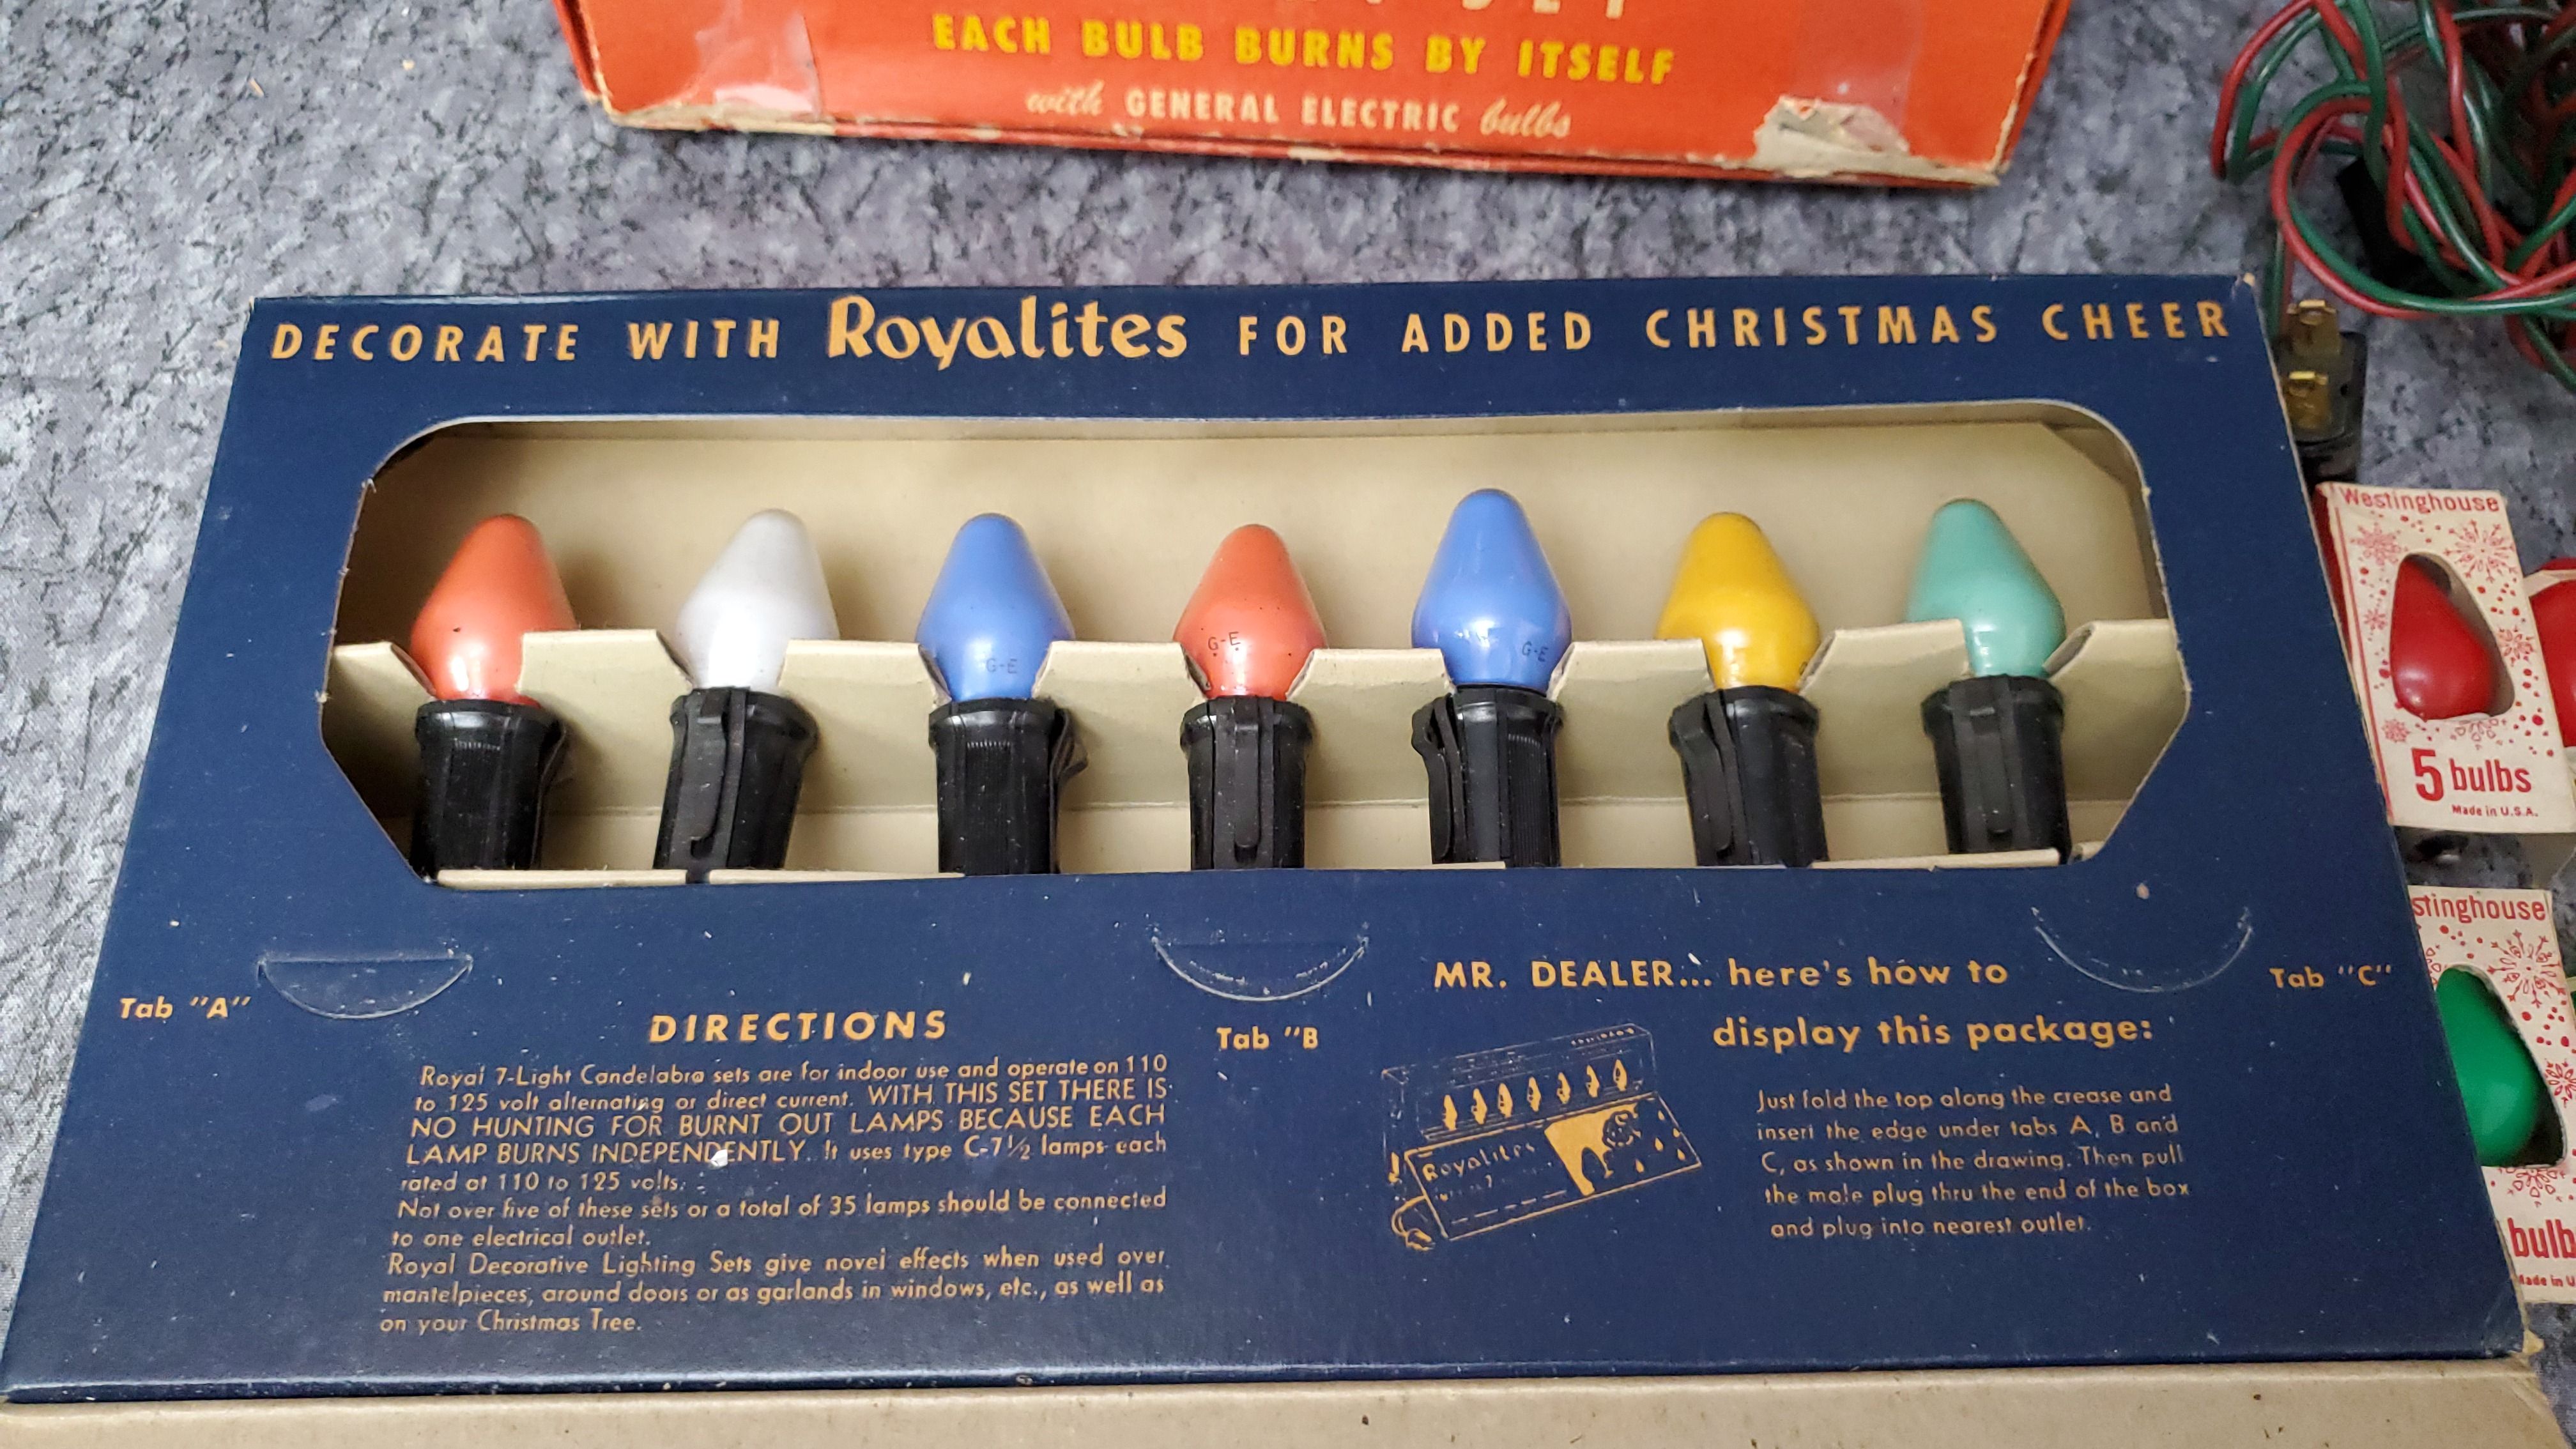 EACH BULB BURNS BY ITSELF
with GENERAL ELECTRIC bulbs
DECORATE WITH Royalites FOR ADDED CHRISTMAS CHEER
G-E
G-E
G-E
Tab "A"
Tab "B
Tab "C"
DIRECTIONS
Royal 7-Light Candelabra sets are for indoor use and operate on 110
to 125 volt alternating or direct current. WITH THIS SET THERE IS
NO HUNTING FOR BURNT OUT LAMPS BECAUSE EACH
LAMP BURNS INDEPENDENTLY. It uses type C-7½ lamps each
rated at 110 to 125 volts.
Not over five of these sets or a total of 35 lamps should be connected
to one electrical outlet.
Royal Decorative Lighting Sets give novel effects when used over
mantelpieces, around doors or as garlands in windows, etc., as well as
on your Christmas Tree.
MR. DEALER... here's how to
display this package:
Royalites
Just fold the top along the crease and
insert the edge under tabs A, B and
C, as shown in the drawing. Then pull
the male plug thru the end of the box
and plug into nearest outlet.
Westinghouse
5 bulbs
Made in U.S.A.
stinghouse
bulb
Made in U